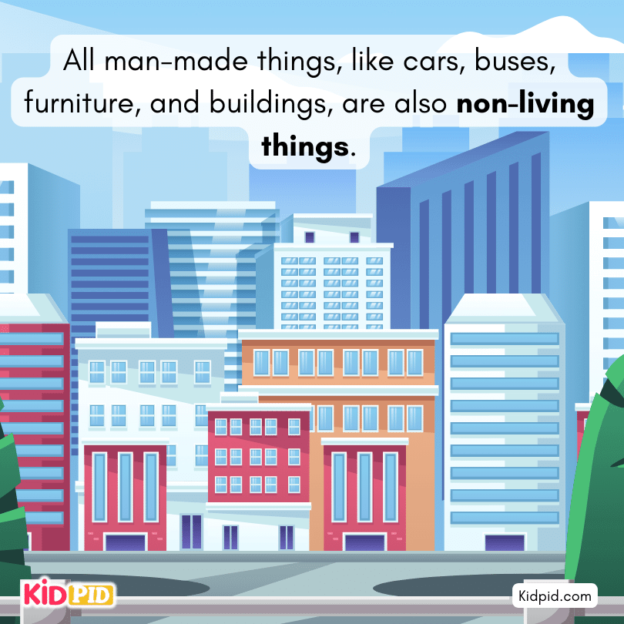 All man-made things, like cars, buses,
furniture, and buildings, are also non-living
things.
KIDPID
Kidpid.com